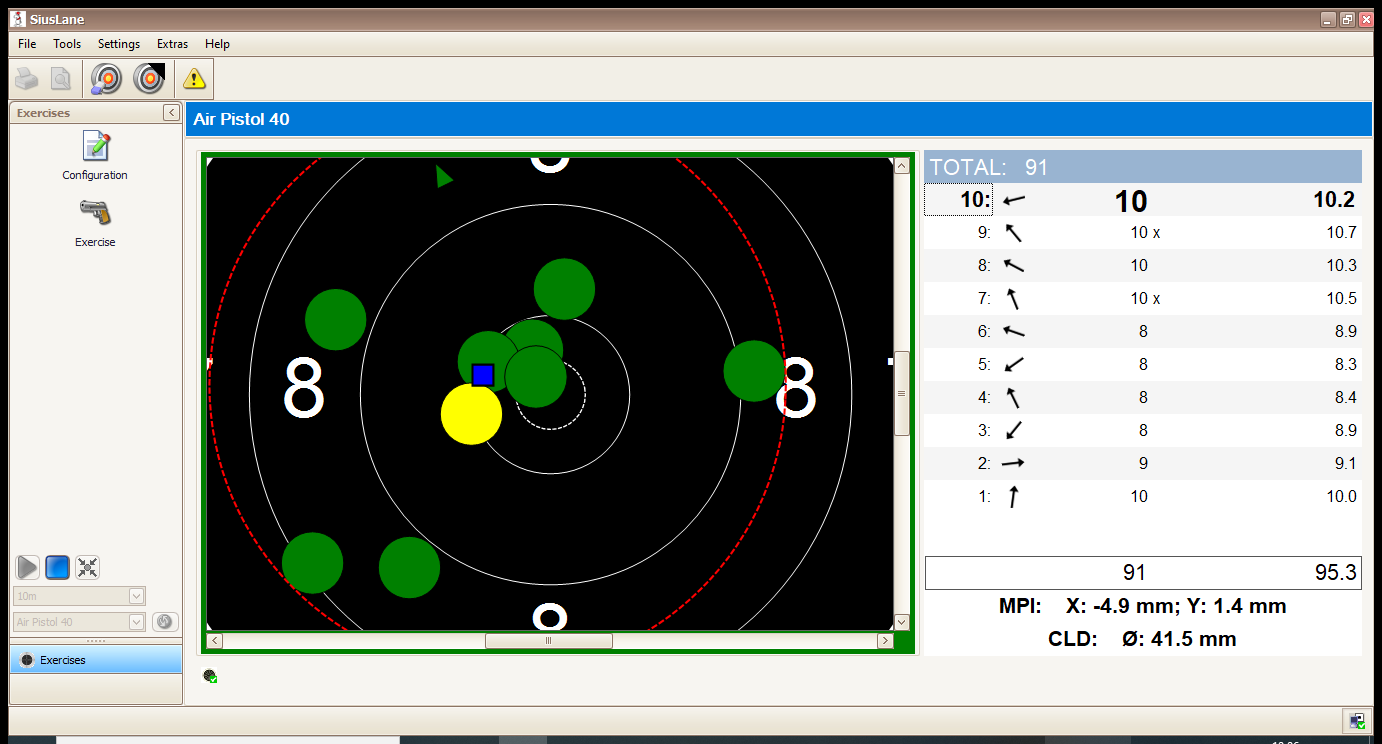 SiusLane
File Tools Settings Extras Help
Exercises
Configuration
Exercise
10m
Air Pistol 40
Exercises
Air Pistol 40
8
8
8
TOTAL: 91
10: 10 10.2
9: 10 x 10.7
8: 10 10.3
7: 10 x 10.5
6: 8 8.9
5: 8 8.3
4: 8 8.4
3: 8 8.9
2: 9 9.1
1: 10 10.0
91 95.3
MPI: X: -4.9 mm; Y: 1.4 mm
CLD: Ø: 41.5 mm